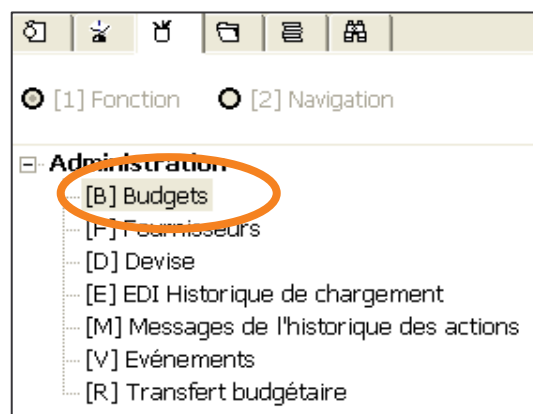 [1] Fonction [2] Navigation
Administration
[B] Budgets
[F] Fournisseurs
[D] Devise
[E] EDI Historique de chargement
[M] Messages de l'historique des actions
[V] Evénements
[R] Transfert budgétaire